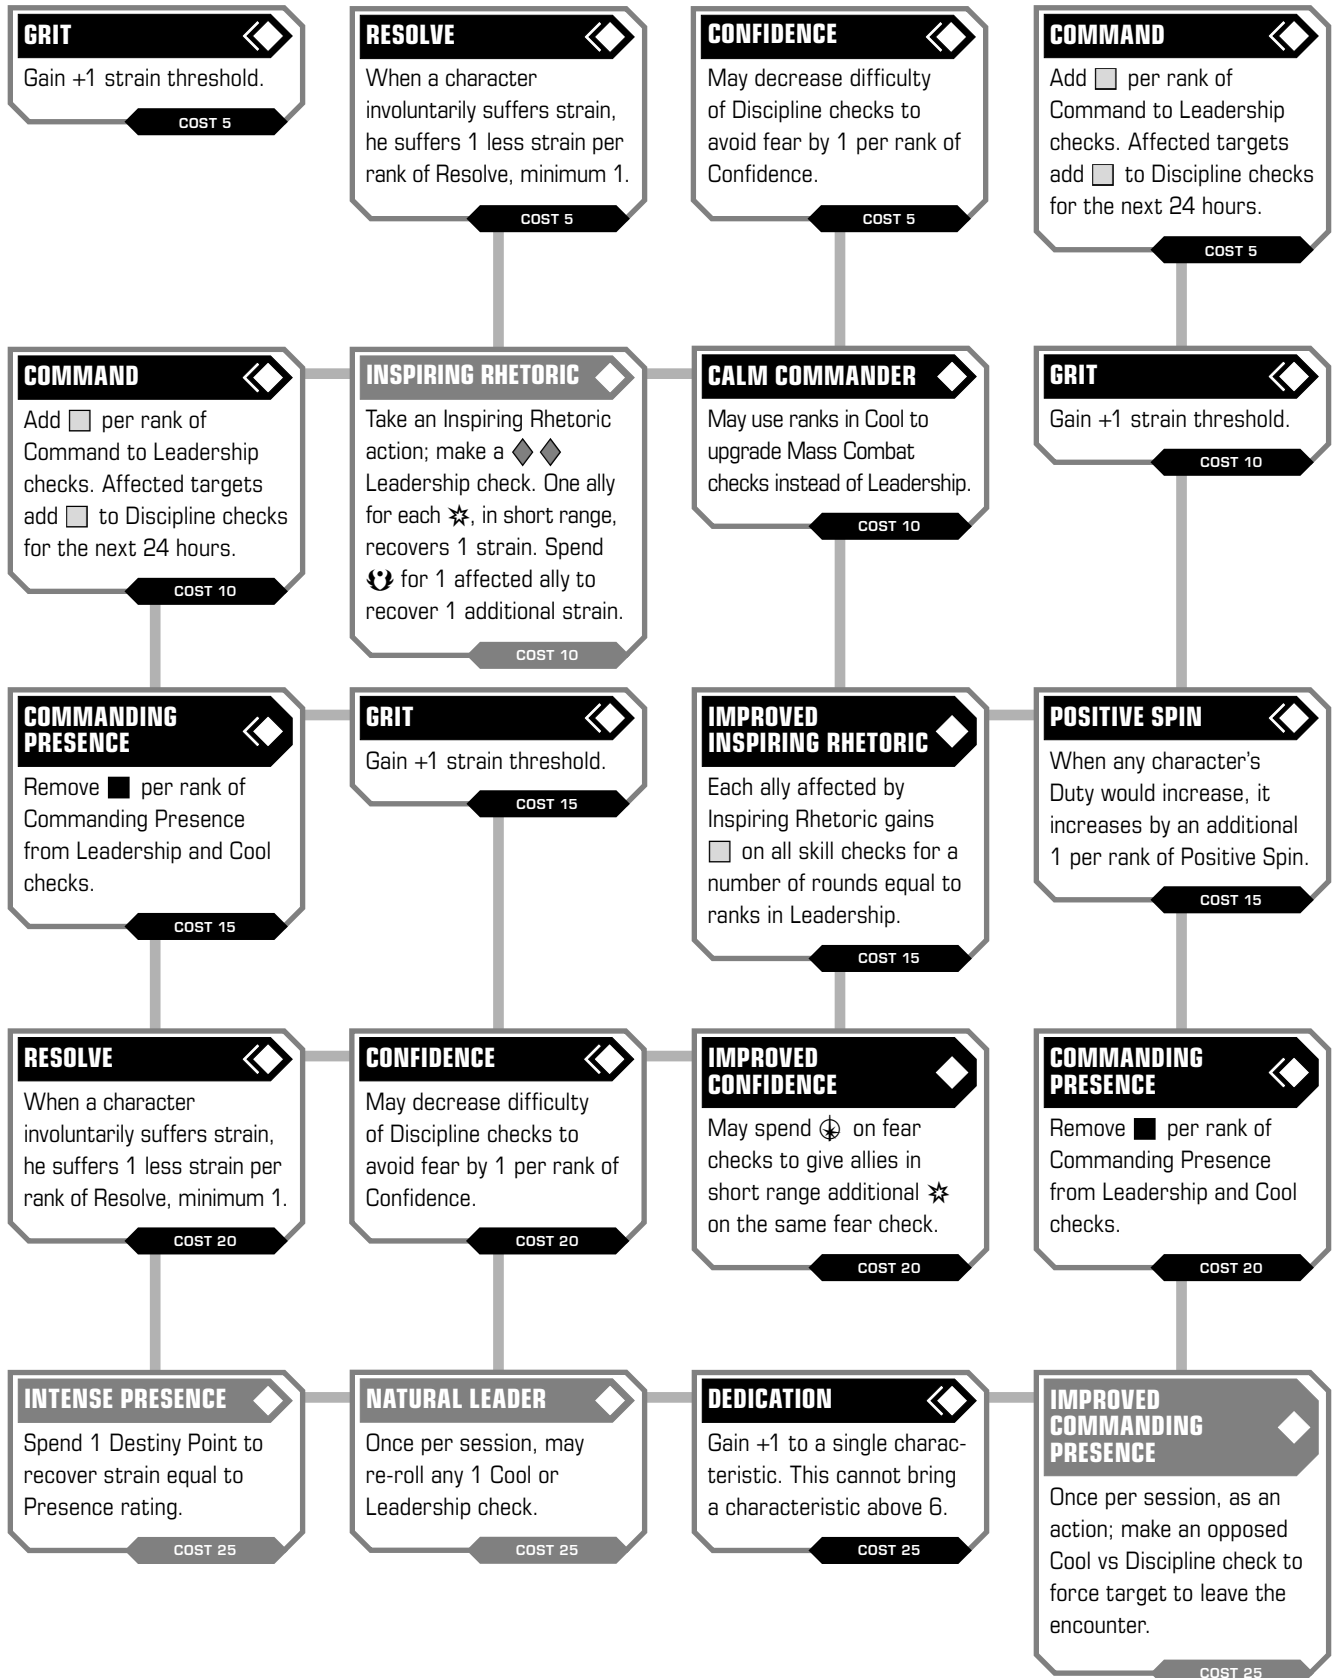 GRIT
Gain +1 strain threshold.
COST 5
RESOLVE
When a character
involuntarily suffers strain,
he suffers 1 less strain per
rank of Resolve, minimum 1.
COST 5
CONFIDENCE
May decrease difficulty
of Discipline checks to
avoid fear by 1 per rank of
Confidence.
COST 5
COMMAND
Add per rank of
Command to Leadership
checks. Affected targets
add to Discipline checks
for the next 24 hours.
COST 5
COMMAND
Add per rank of
Command to Leadership
checks. Affected targets
add to Discipline checks
for the next 24 hours.
COST 10
INSPIRING RHETORIC
Take an Inspiring Rhetoric
action; make a
Leadership check. One ally
for each , in short range,
recovers 1 strain. Spend
for 1 affected ally to
recover 1 additional strain.
COST 10
CALM COMMANDER
May use ranks in Cool to
upgrade Mass Combat
checks instead of Leadership.
COST 10
GRIT
Gain +1 strain threshold.
COST 10
COMMANDING
PRESENCE
Remove per rank of
Commanding Presence
from Leadership and Cool
checks.
COST 15
GRIT
Gain +1 strain threshold.
COST 15
IMPROVED
INSPIRING RHETORIC
Each ally affected by
Inspiring Rhetoric gains
on all skill checks for a
number of rounds equal to
ranks in Leadership.
COST 15
POSITIVE SPIN
When any character's
Duty would increase, it
increases by an additional
1 per rank of Positive Spin.
COST 15
RESOLVE
When a character
involuntarily suffers strain,
he suffers 1 less strain per
rank of Resolve, minimum 1.
COST 20
CONFIDENCE
May decrease difficulty
of Discipline checks to
avoid fear by 1 per rank of
Confidence.
COST 20
IMPROVED
CONFIDENCE
May spend on fear
checks to give allies in
short range additional
on the same fear check.
COST 20
COMMANDING
PRESENCE
Remove per rank of
Commanding Presence
from Leadership and Cool
checks.
COST 20
INTENSE PRESENCE
Spend 1 Destiny Point to
recover strain equal to
Presence rating.
COST 25
NATURAL LEADER
Once per session, may
re-roll any 1 Cool or
Leadership check.
COST 25
DEDICATION
Gain +1 to a single charac-
teristic. This cannot bring
a characteristic above 6.
COST 25
IMPROVED
COMMANDING
PRESENCE
Once per session, as an
action; make an opposed
Cool vs Discipline check to
force target to leave the
encounter.
COST 25